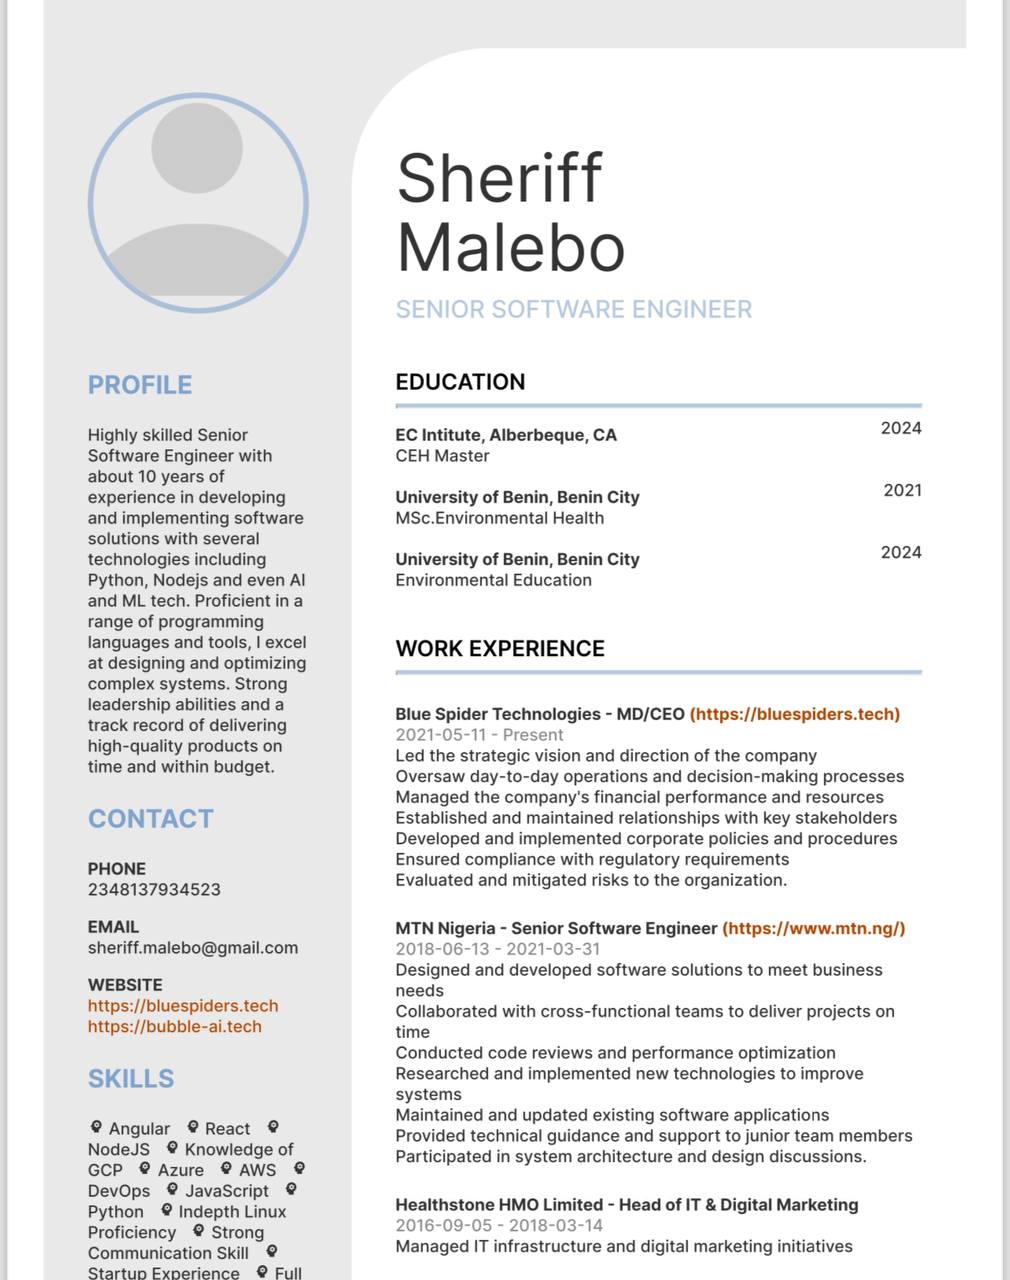 Sheriff
Malebo
SENIOR SOFTWARE ENGINEER
PROFILE
Highly skilled Senior
Software Engineer with
about 10 years of
experience in developing
and implementing software
solutions with several
technologies including
Python, Nodejs and even AI
and ML tech. Proficient in a
range of programming
languages and tools, I excel
at designing and optimizing
complex systems. Strong
leadership abilities and a
track record of delivering
high-quality products on
time and within budget.
CONTACT
PHONE
2348137934523
EMAIL
sheriff.malebo@gmail.com
WEBSITE
https://bluespiders.tech
https://bubble-ai.tech
SKILLS
Angular React
NodeJS Knowledge of
GCP Azure AWS
DevOps JavaScript
Python Indepth Linux
Proficiency Strong
Communication Skill
Startup Experience Full
EDUCATION
EC Intitute, Alberbeque, CA 2024
CEH Master
University of Benin, Benin City 2021
MSc.Environmental Health
University of Benin, Benin City 2024
Environmental Education
WORK EXPERIENCE
Blue Spider Technologies - MD/CEO (https://bluespiders.tech)
2021-05-11 - Present
Led the strategic vision and direction of the company
Oversaw day-to-day operations and decision-making processes
Managed the company's financial performance and resources
Established and maintained relationships with key stakeholders
Developed and implemented corporate policies and procedures
Ensured compliance with regulatory requirements
Evaluated and mitigated risks to the organization.
MTN Nigeria - Senior Software Engineer (https://www.mtn.ng/)
2018-06-13 - 2021-03-31
Designed and developed software solutions to meet business
needs
Collaborated with cross-functional teams to deliver projects on
time
Conducted code reviews and performance optimization
Researched and implemented new technologies to improve
systems
Maintained and updated existing software applications
Provided technical guidance and support to junior team members
Participated in system architecture and design discussions.
Healthstone HMO Limited - Head of IT & Digital Marketing
2016-09-05 - 2018-03-14
Managed IT infrastructure and digital marketing initiatives